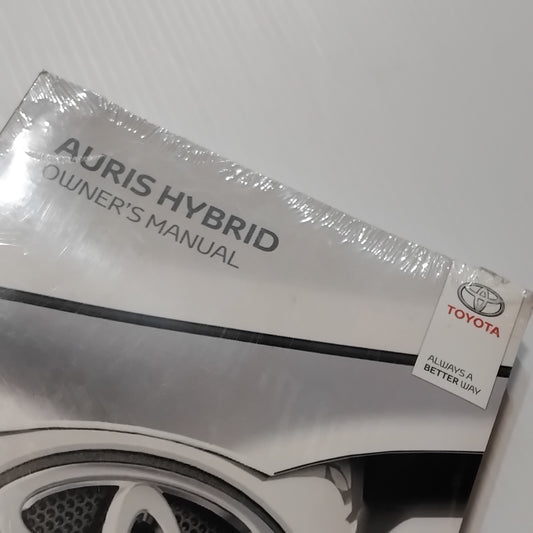 AURIS HYBRID
OWNER'S MANUAL
TOYOTA
ALWAYS A
BETTER WAY